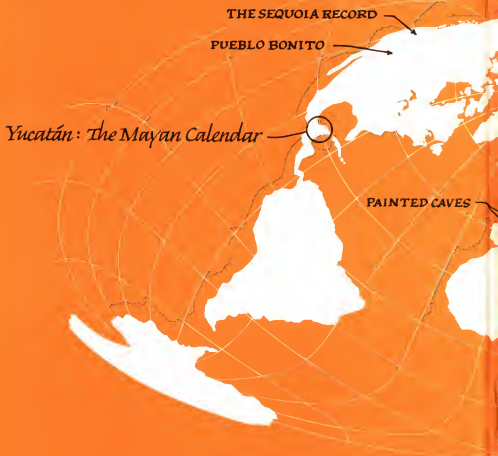 THE SEQUOIA RECORD
PUEBLO BONITO
Yucatán: The Mayan Calendar
PAINTED CAVES